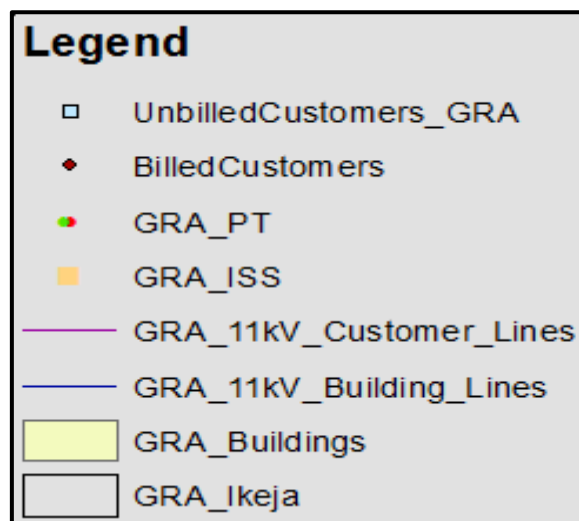 Legend
UnbilledCustomers_GRA
BilledCustomers
GRA_PT
GRA_ISS
GRA_11kV_Customer_Lines
GRA_11kV_Building_Lines
GRA_Buildings
GRA_Ikeja